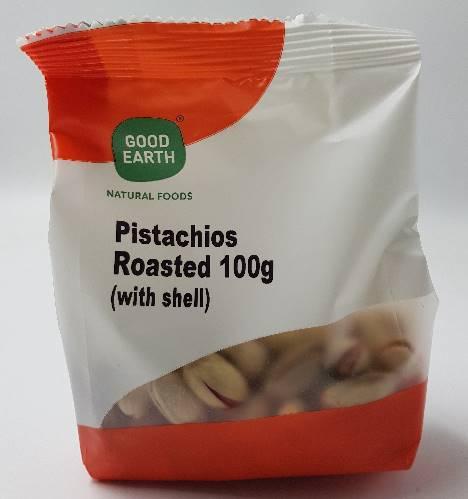 GOOD
EARTH®
NATURAL FOODS
Pistachios
Roasted 100g
(with shell)